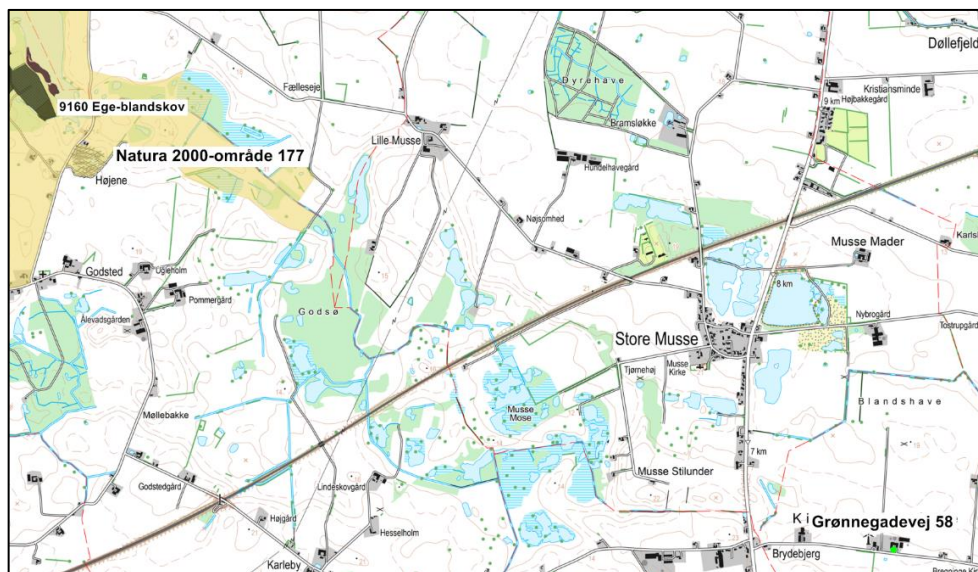 Døllefjeld
Dyrehave
Kristiansminde
Fælleseje
9 km
Højbakkegård
9160 Ege-blandskov
Bramsløkke
Lille Musse
Natura 2000-område 177
Hundelhavegård
Højene
Nøjsomhed
Musse Mader
Godsted
Ugleholm
8 km
Pommergård
Nybrogård
Godsø
Ålevadsgården
Tostrupgård
Store Musse
Musse
Kirke
Tjørnehøj
Blandshave
Møllebakke
Musse
Mose
7 km
Musse Stilunder
Godstedgård
Lindeskovgård
Højgård
Ki
Grønnegadevej 58
Hesselholm
Brydebjerg
Karleby